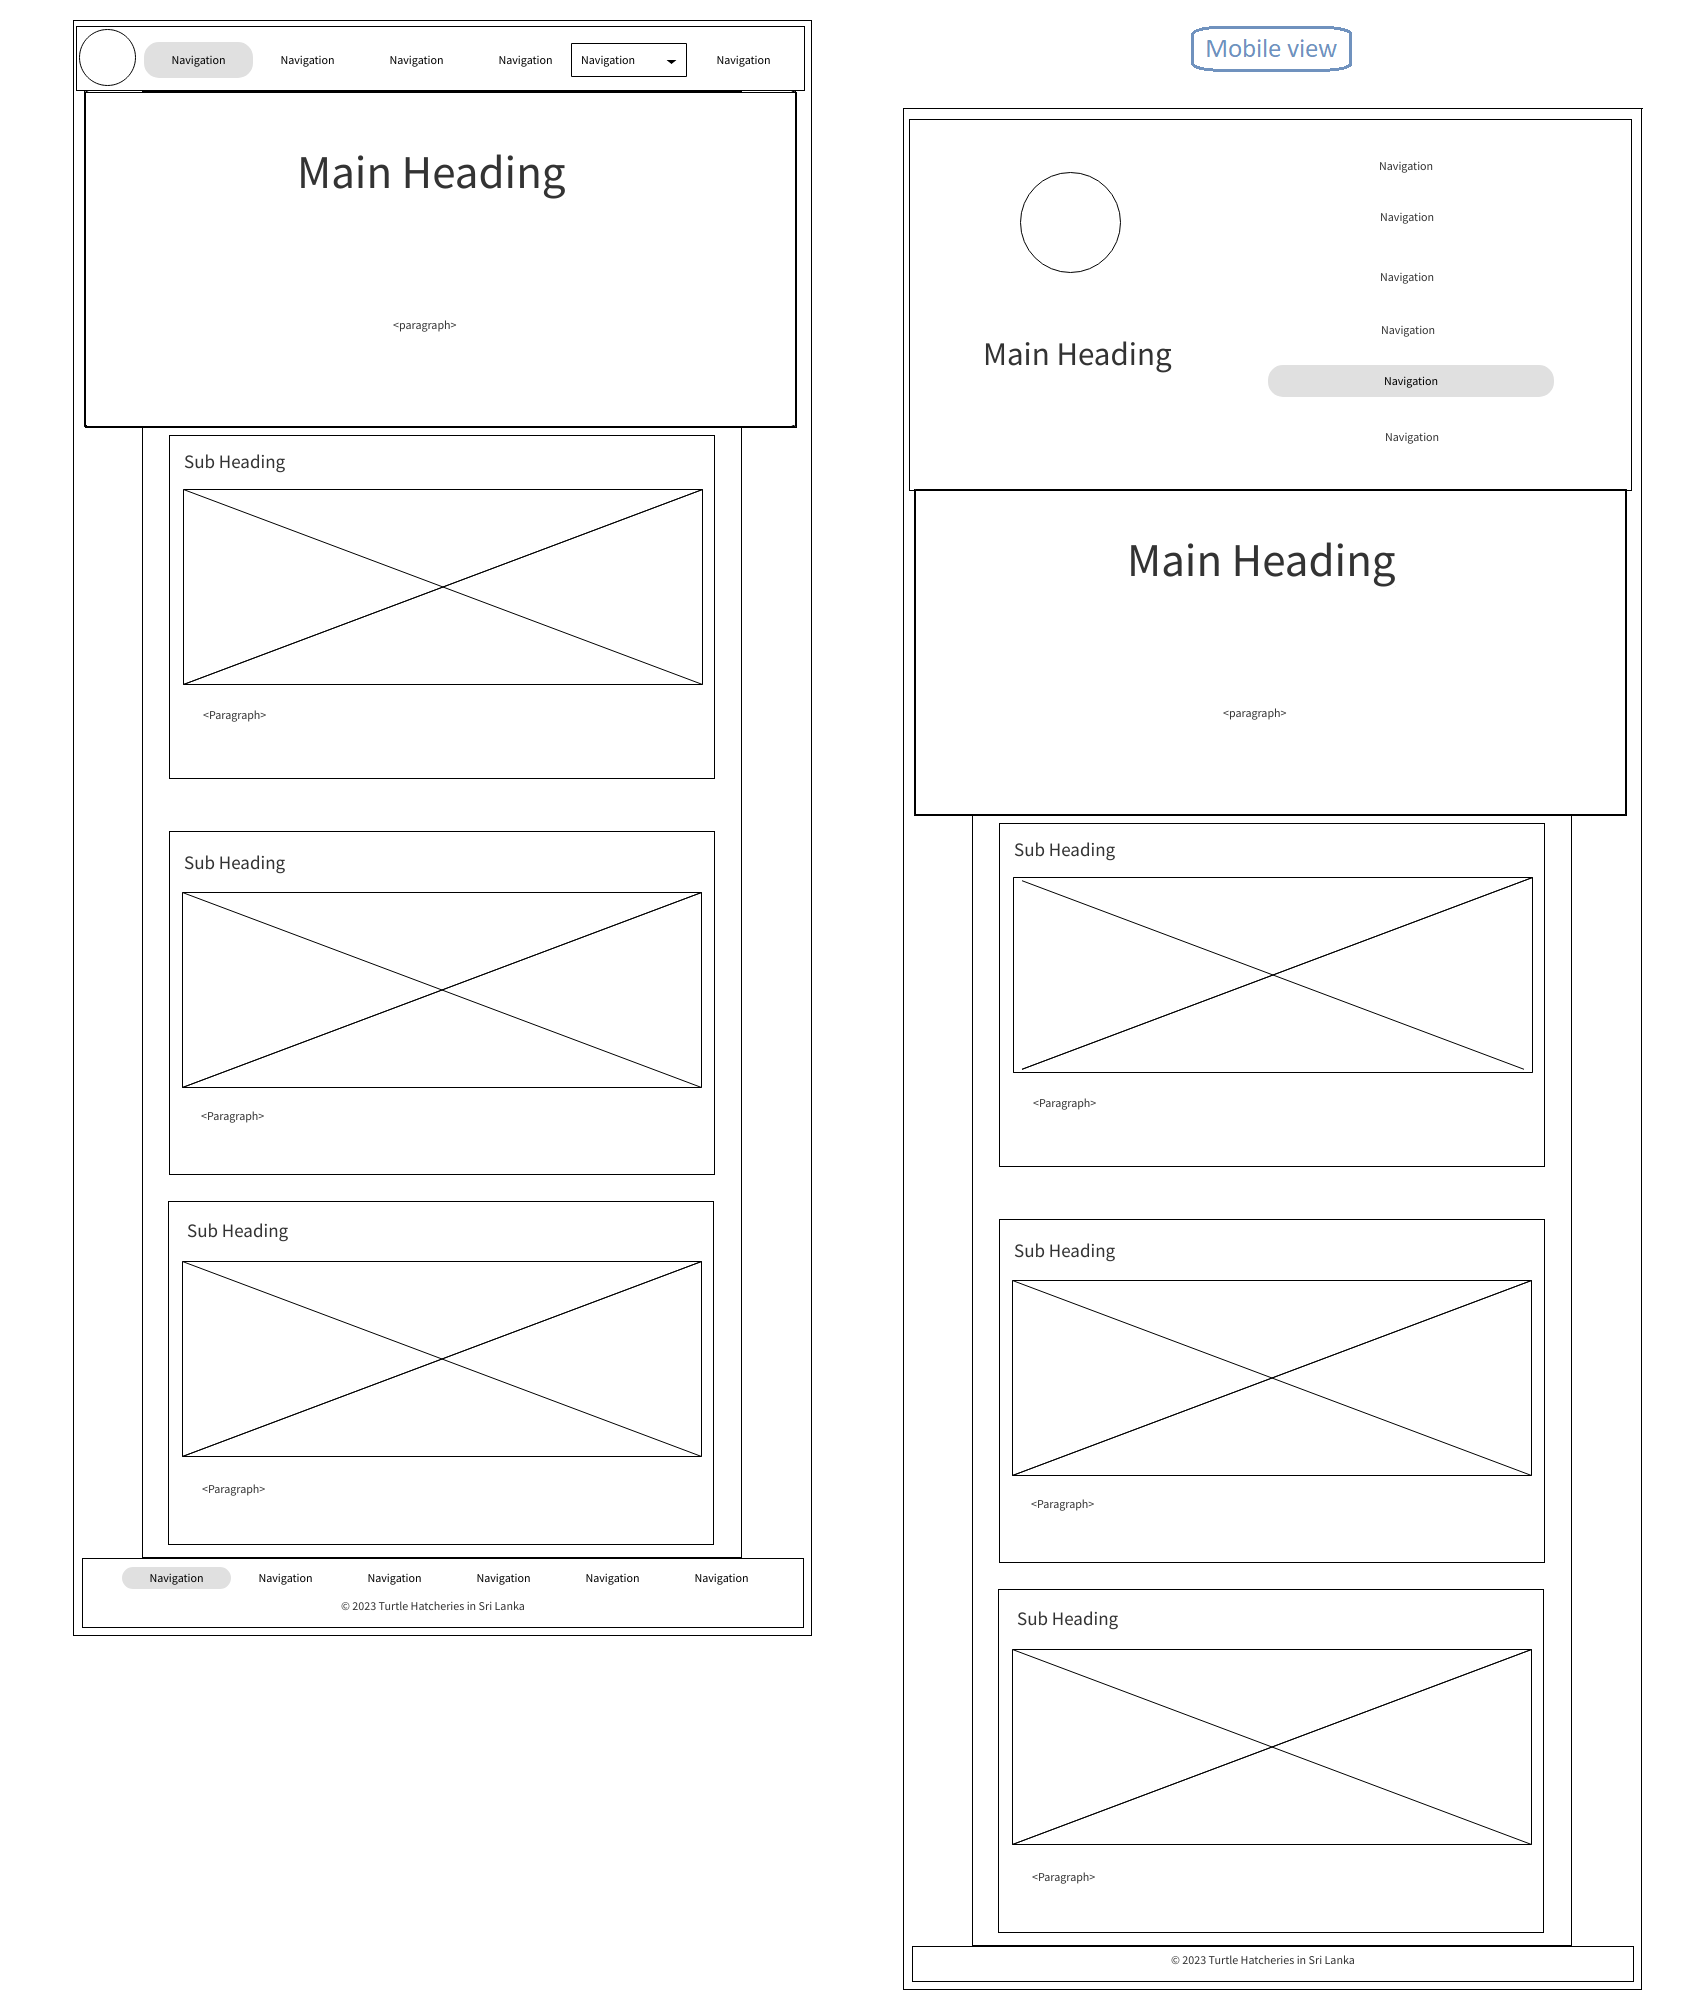 Navigation Navigation Navigation Navigation Navigation Navigation
Main Heading
<paragraph>
Sub Heading
<Paragraph>
Sub Heading
<Paragraph>
Sub Heading
<Paragraph>
Navigation Navigation Navigation Navigation Navigation Navigation
© 2023 Turtle Hatcheries in Sri Lanka
Mobile view
Navigation
Navigation
Navigation
Navigation
Main Heading
Navigation
Navigation
Main Heading
<paragraph>
Sub Heading
<Paragraph>
Sub Heading
<Paragraph>
Sub Heading
<Paragraph>
© 2023 Turtle Hatcheries in Sri Lanka